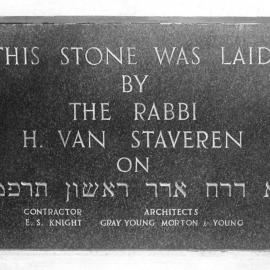 THIS STONE WAS LAID
BY
THE RABBI
H. VAN STAVEREN
ON
א דרח אדר ראשון
CONTRACTOR
E. S. KNIGHT
ARCHITECTS
GRAY YOUNG MORTON & YOUNG